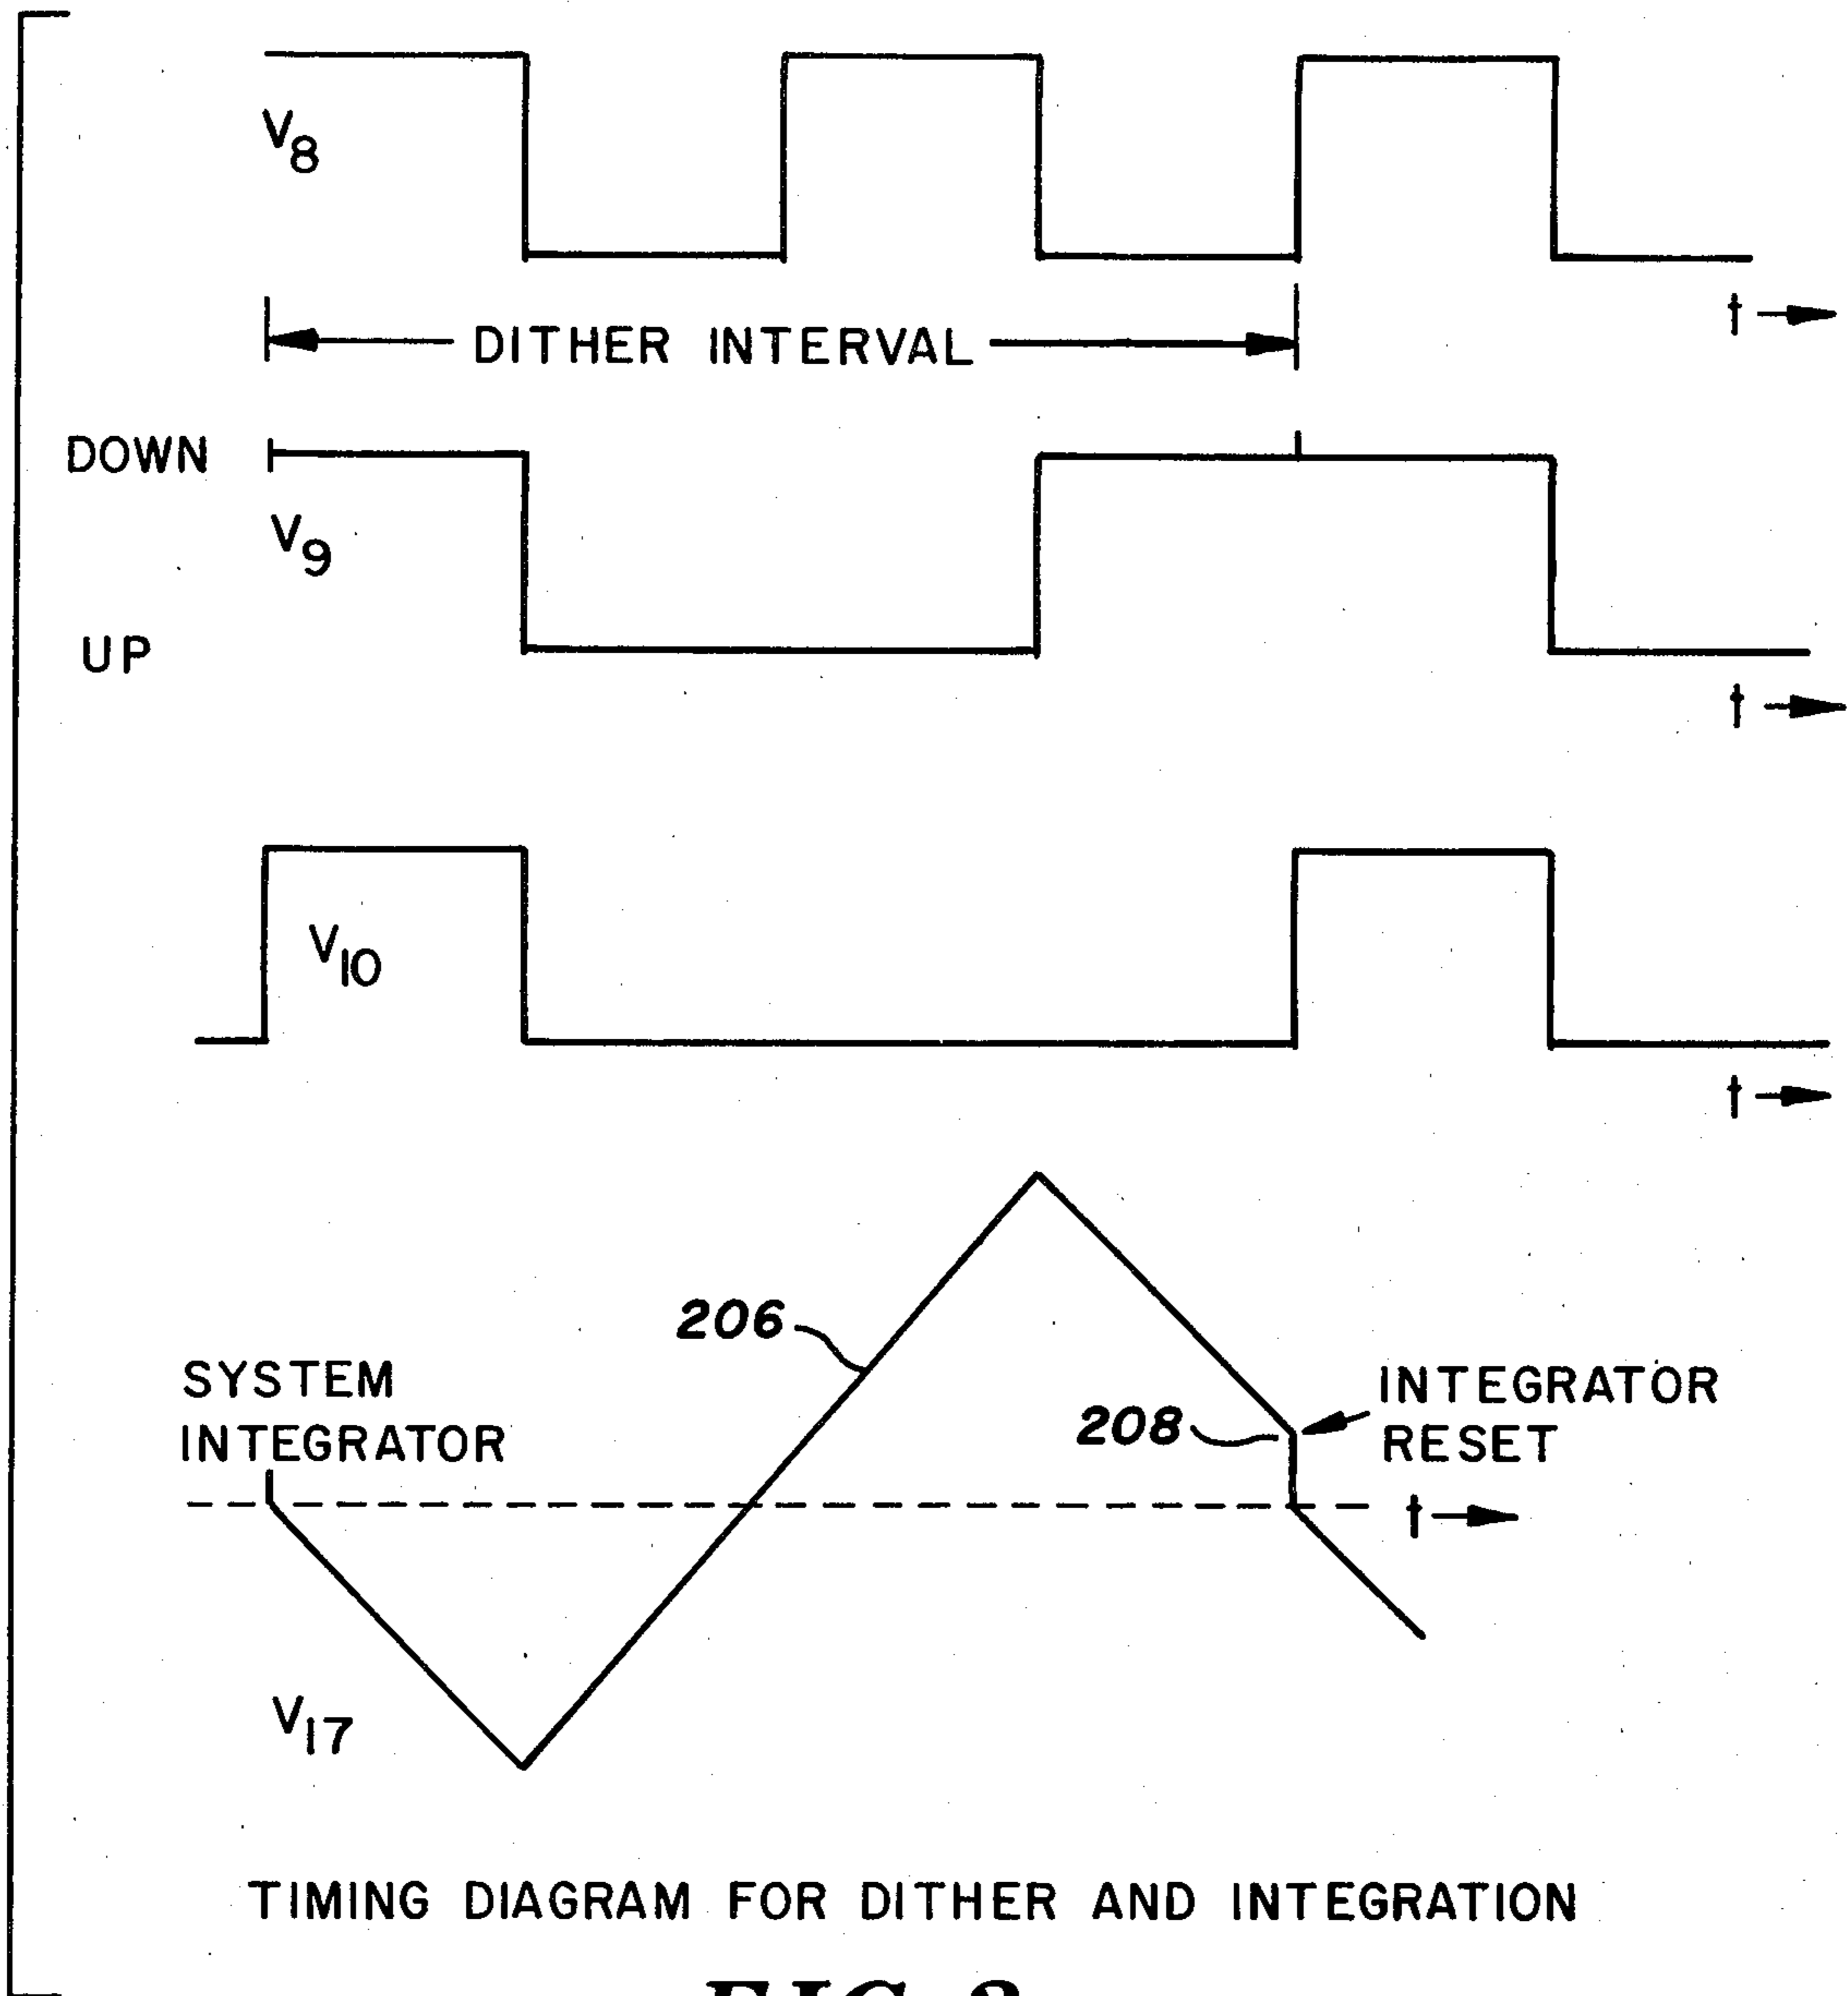 V8
t
DITHER INTERVAL
DOWN
V9
UP
t
V10
t
206
SYSTEM
INTEGRATOR
208
INTEGRATOR
RESET
t
V17
TIMING DIAGRAM FOR DITHER AND INTEGRATION